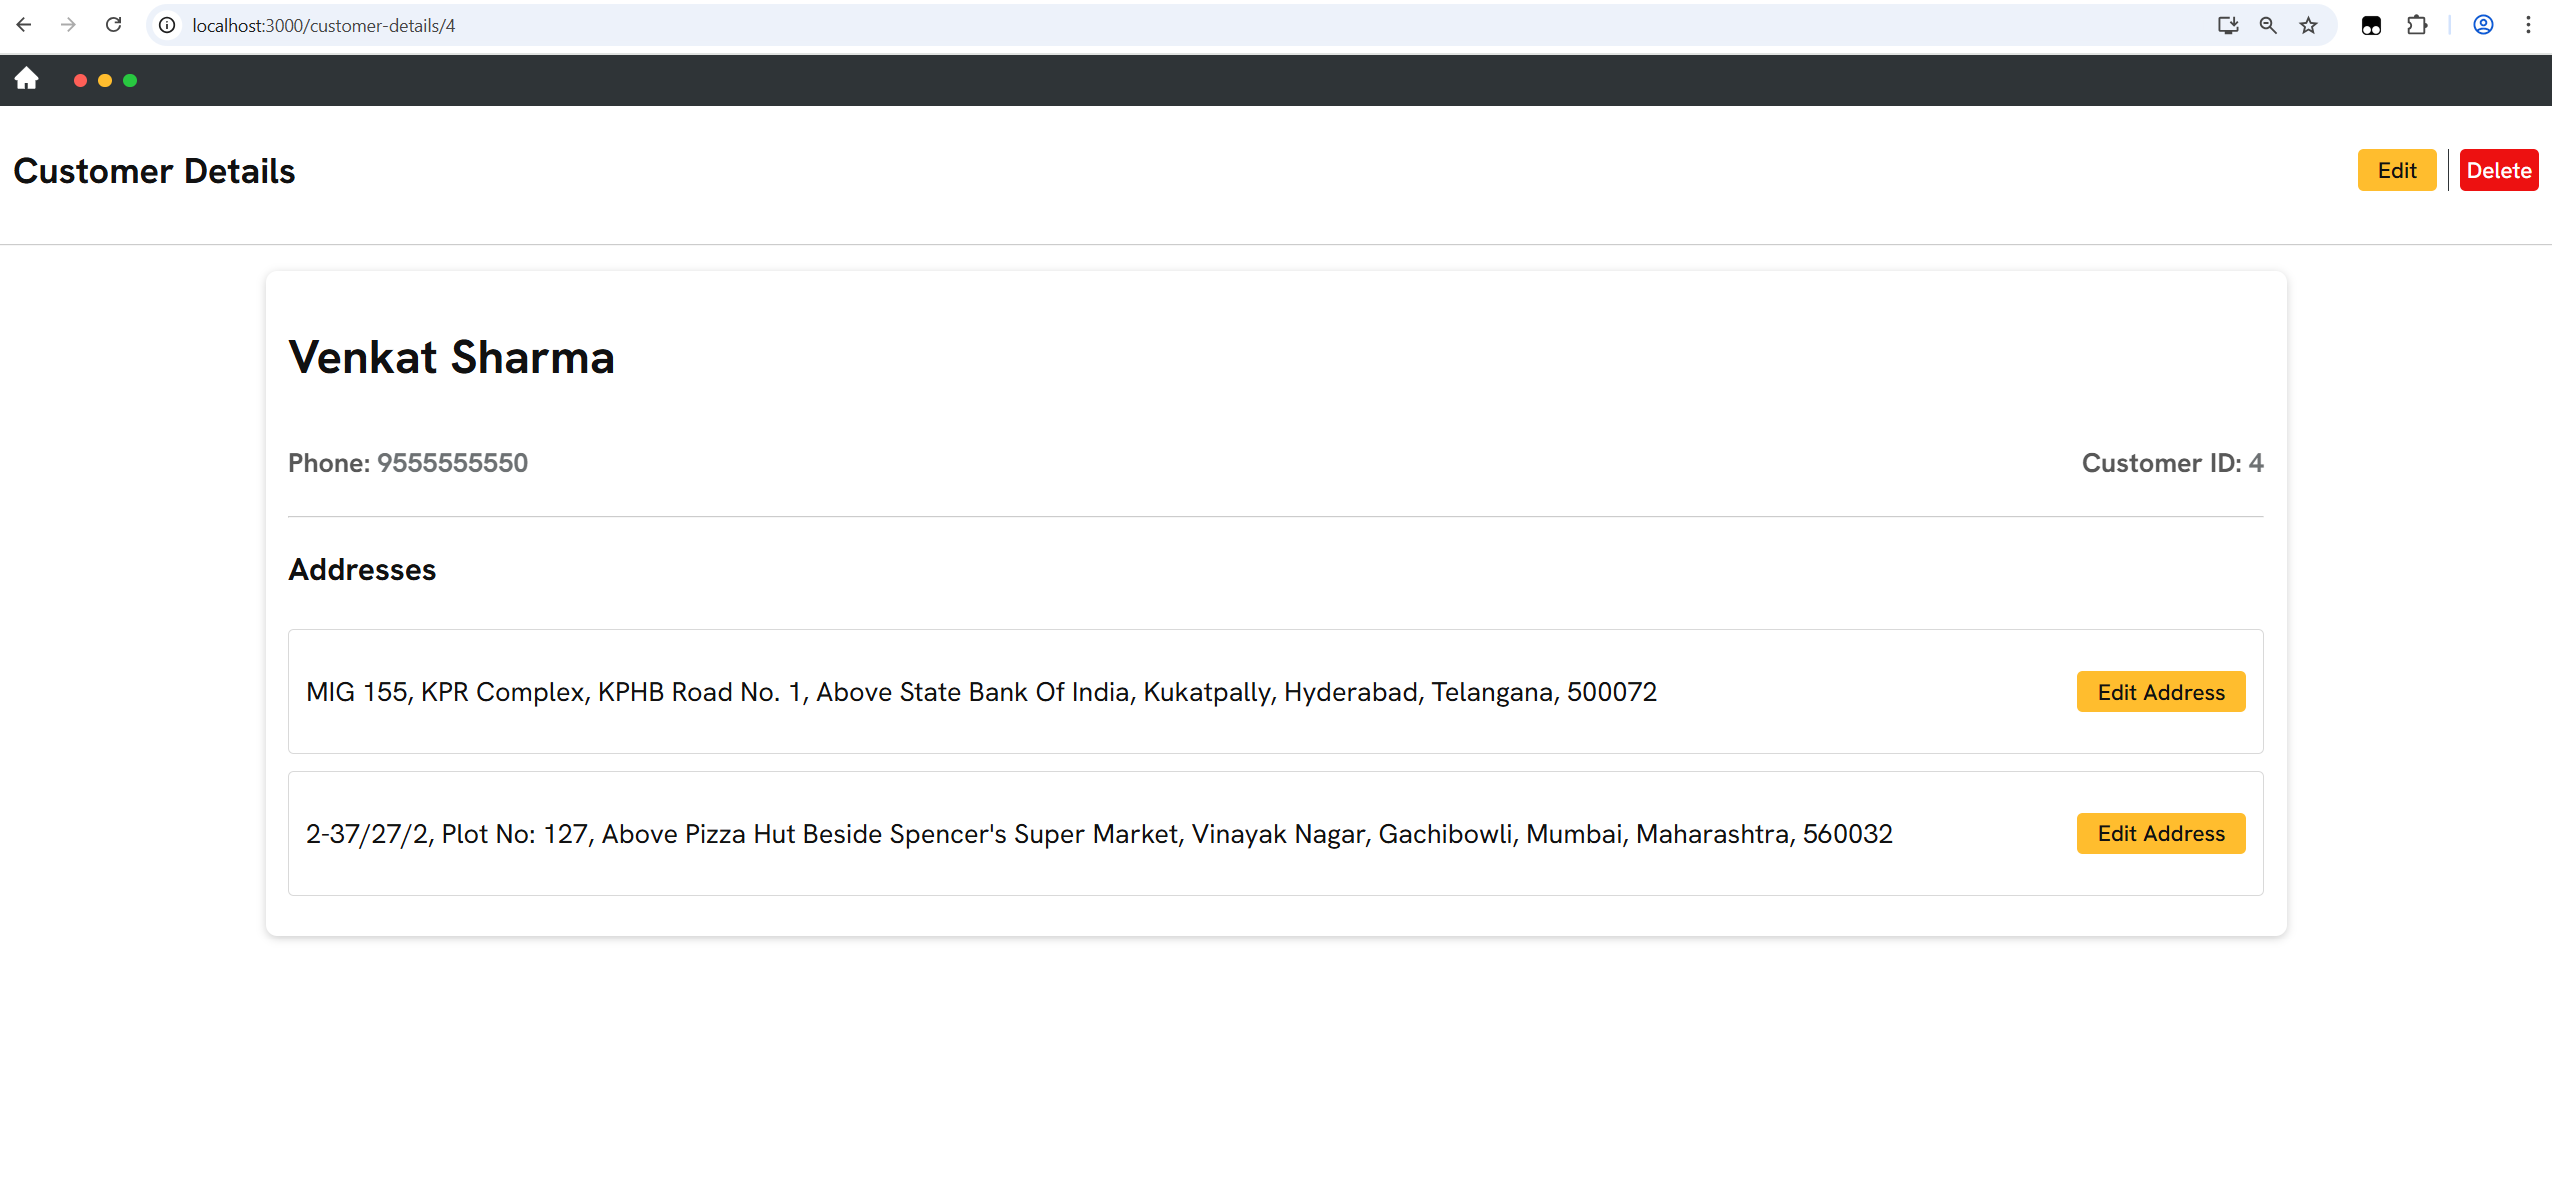 localhost:3000/customer-details/4
Customer Details
Edit
Delete
Venkat Sharma
Phone: 9555555550
Customer ID: 4
Addresses
MIG 155, KPR Complex, KPHB Road No. 1, Above State Bank Of India, Kukatpally, Hyderabad, Telangana, 500072
Edit Address
2-37/27/2, Plot No: 127, Above Pizza Hut Beside Spencer's Super Market, Vinayak Nagar, Gachibowli, Mumbai, Maharashtra, 560032
Edit Address